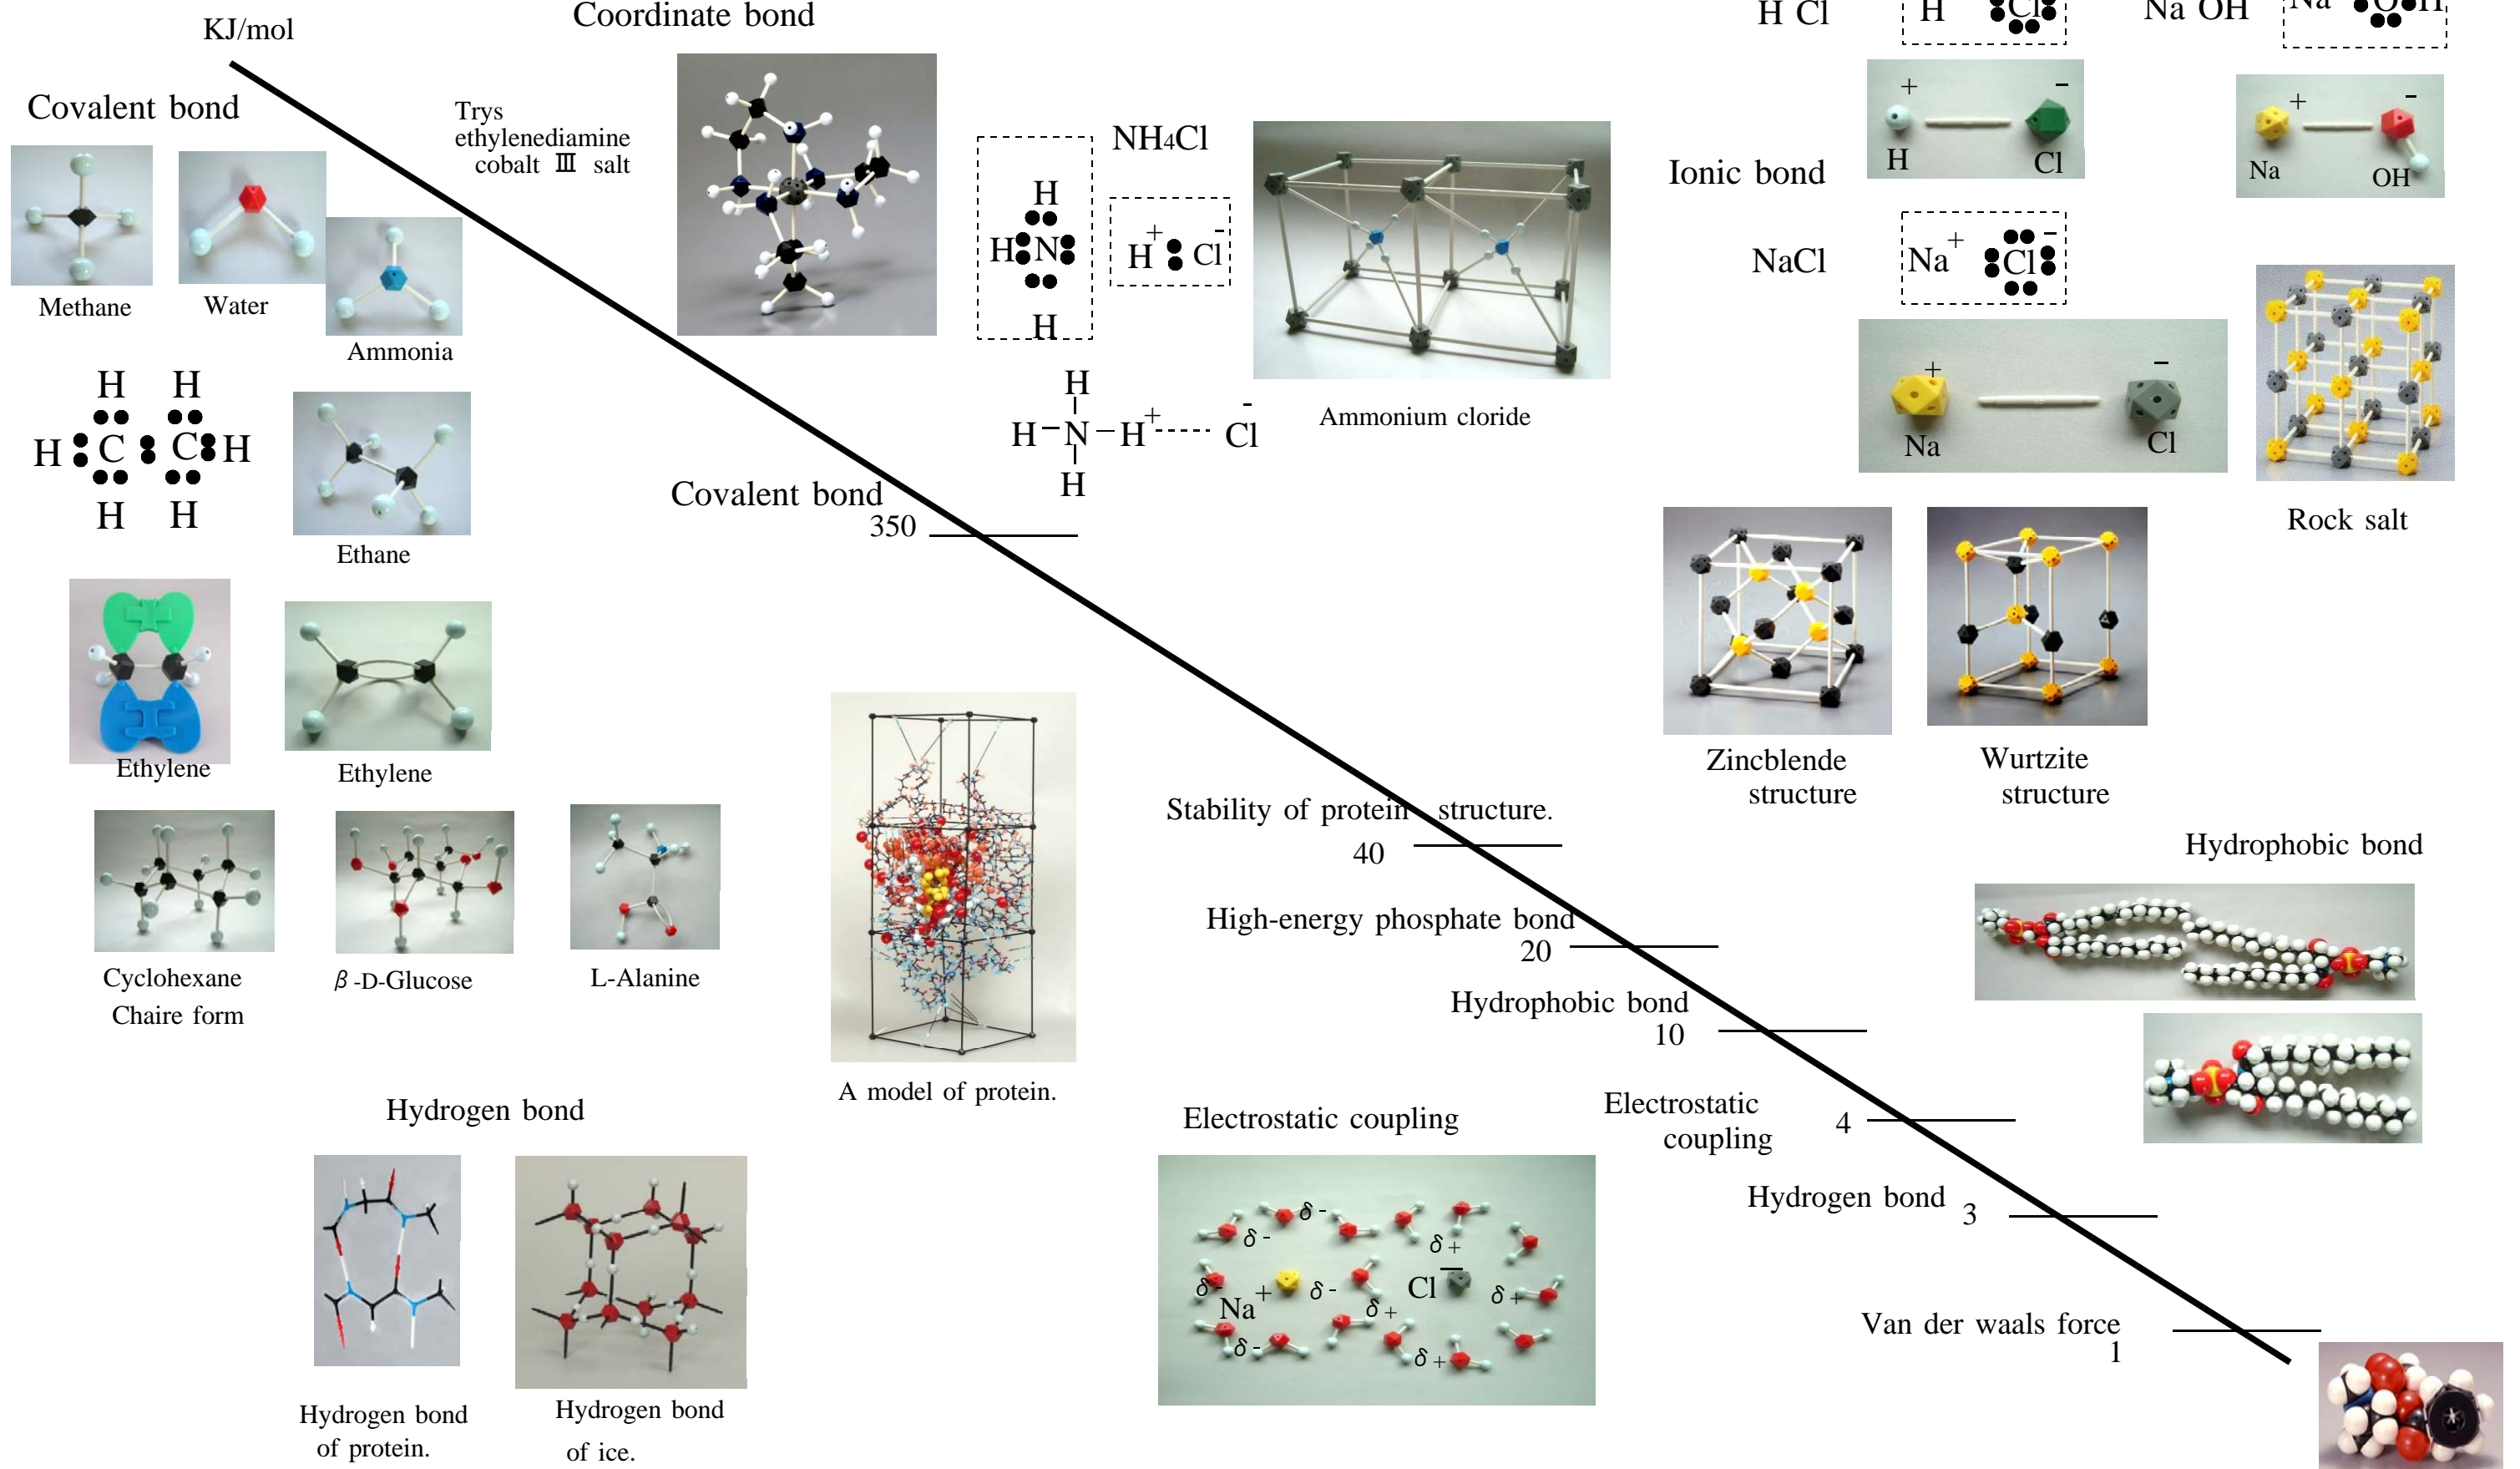 KJ/mol
Coordinate bond
H Cl
H Cl
Na OH
Na O H
Covalent bond
Trys
ethylenediamine
cobalt Ⅲ salt
NH4Cl
H
H N
H
H + Cl -
H
H - N - H + ----- Cl -
H
Ammonium cloride
Ionic bond
+ -
H Cl
+ -
Na OH
NaCl
Na + Cl -
+ -
Na Cl
Rock salt
Methane
Water
Ammonia
H H
H C C H
H H
Ethane
Covalent bond
350
Ethylene
Ethylene
Zincblende
structure
Wurtzite
structure
Stability of protein structure.
40
High-energy phosphate bond
20
Hydrophobic bond
Hydrophobic bond
10
Cyclohexane
Chaire form
β-D-Glucose
L-Alanine
A model of protein.
Electrostatic coupling
Electrostatic
coupling
4
Hydrogen bond
3
Van der waals force
1
Hydrogen bond
Hydrogen bond
of protein.
Hydrogen bond
of ice.
δ -
δ -
δ +
δ -
Na +
δ -
Cl -
δ +
δ +
δ -
δ +